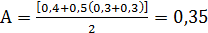 A = [0,4+0,5(0,3+0,3)]/2 = 0,35